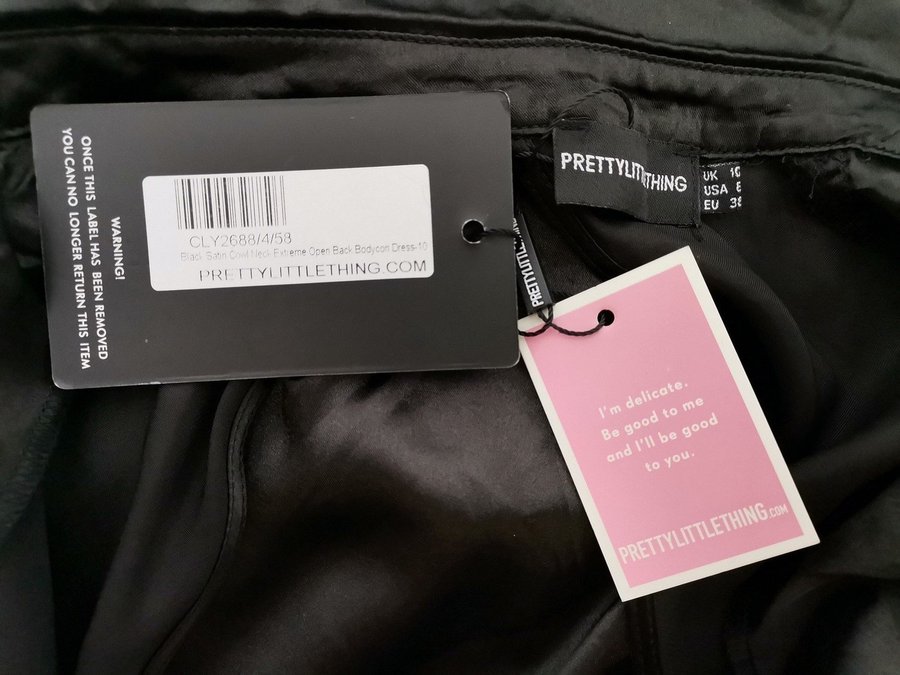 WARNING!
ONCE THIS LABEL HAS BEEN REMOVED
YOU CAN NO LONGER RETURN THIS ITEM
CLY2688/4/58
Black Satin Cowl Neck Extreme Open Back Bodycon Dress-10
PRETTYLITTLETHING.COM
PRETTYLITTLETHING
UK 10
USA
EU 38
PRETTYLITTLETHING
I'm delicate.
Be good to me
and I'll be good
to you.
PRETTYLITTLETHING.COM